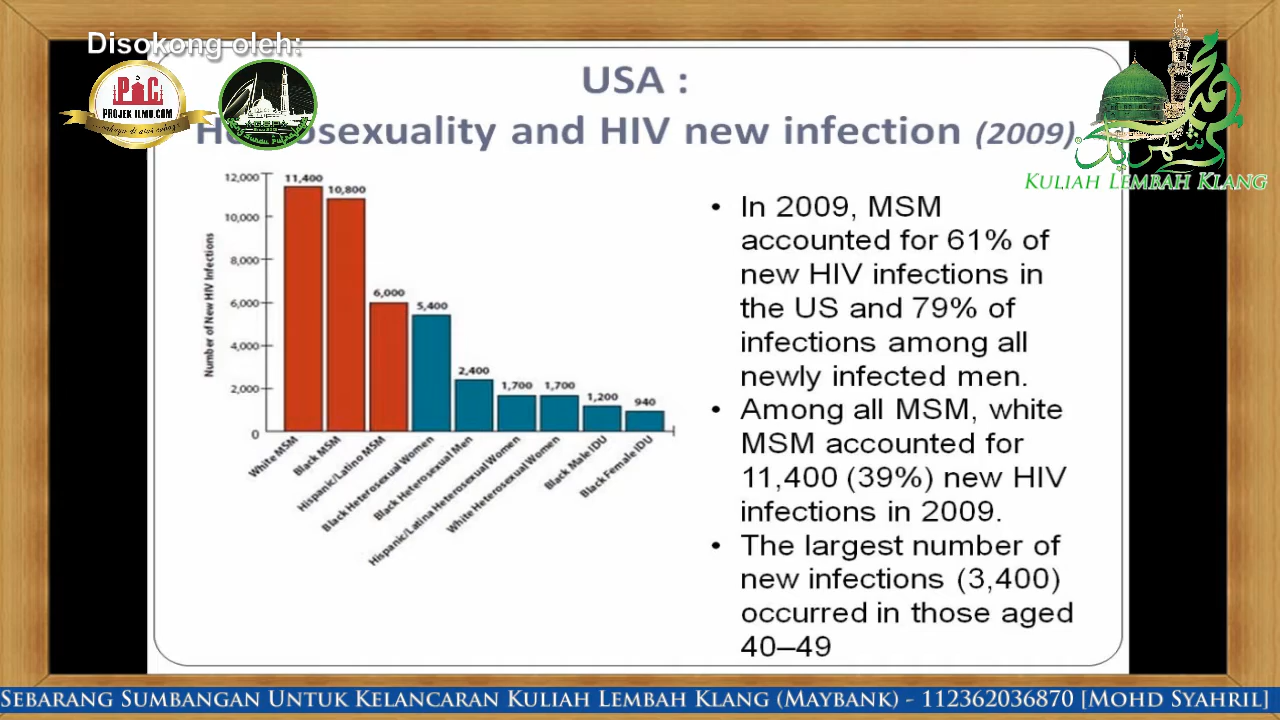 Disokong oleh:
PROJEK ILMU.COM
USA :
osexuality and HIV new infection (2009)
KULIAH LEMBAH KLANG
Number of New HIV Infections
12,000
10,000
8,000
6,000
4,000
2,000
0
11,400
10,800
6,000
5,400
2,400
1,700
1,700
1,200
940
White MSM
Black MSM
Hispanic/Latino MSM
Black Heterosexual Women
Black Heterosexual Men
Hispanic/Latina Heterosexual Women
White Heterosexual Women
Black Male IDU
Black Female IDU
• In 2009, MSM
accounted for 61% of
new HIV infections in
the US and 79% of
infections among all
newly infected men.
• Among all MSM, white
MSM accounted for
11,400 (39%) new HIV
infections in 2009.
• The largest number of
new infections (3,400)
occurred in those aged
40–49
SEBARANG SUMBANGAN UNTUK KELANCARAN KULIAH LEMBAH KLANG (MAYBANK) - 112362036870 [MOHD SYAHRIL]